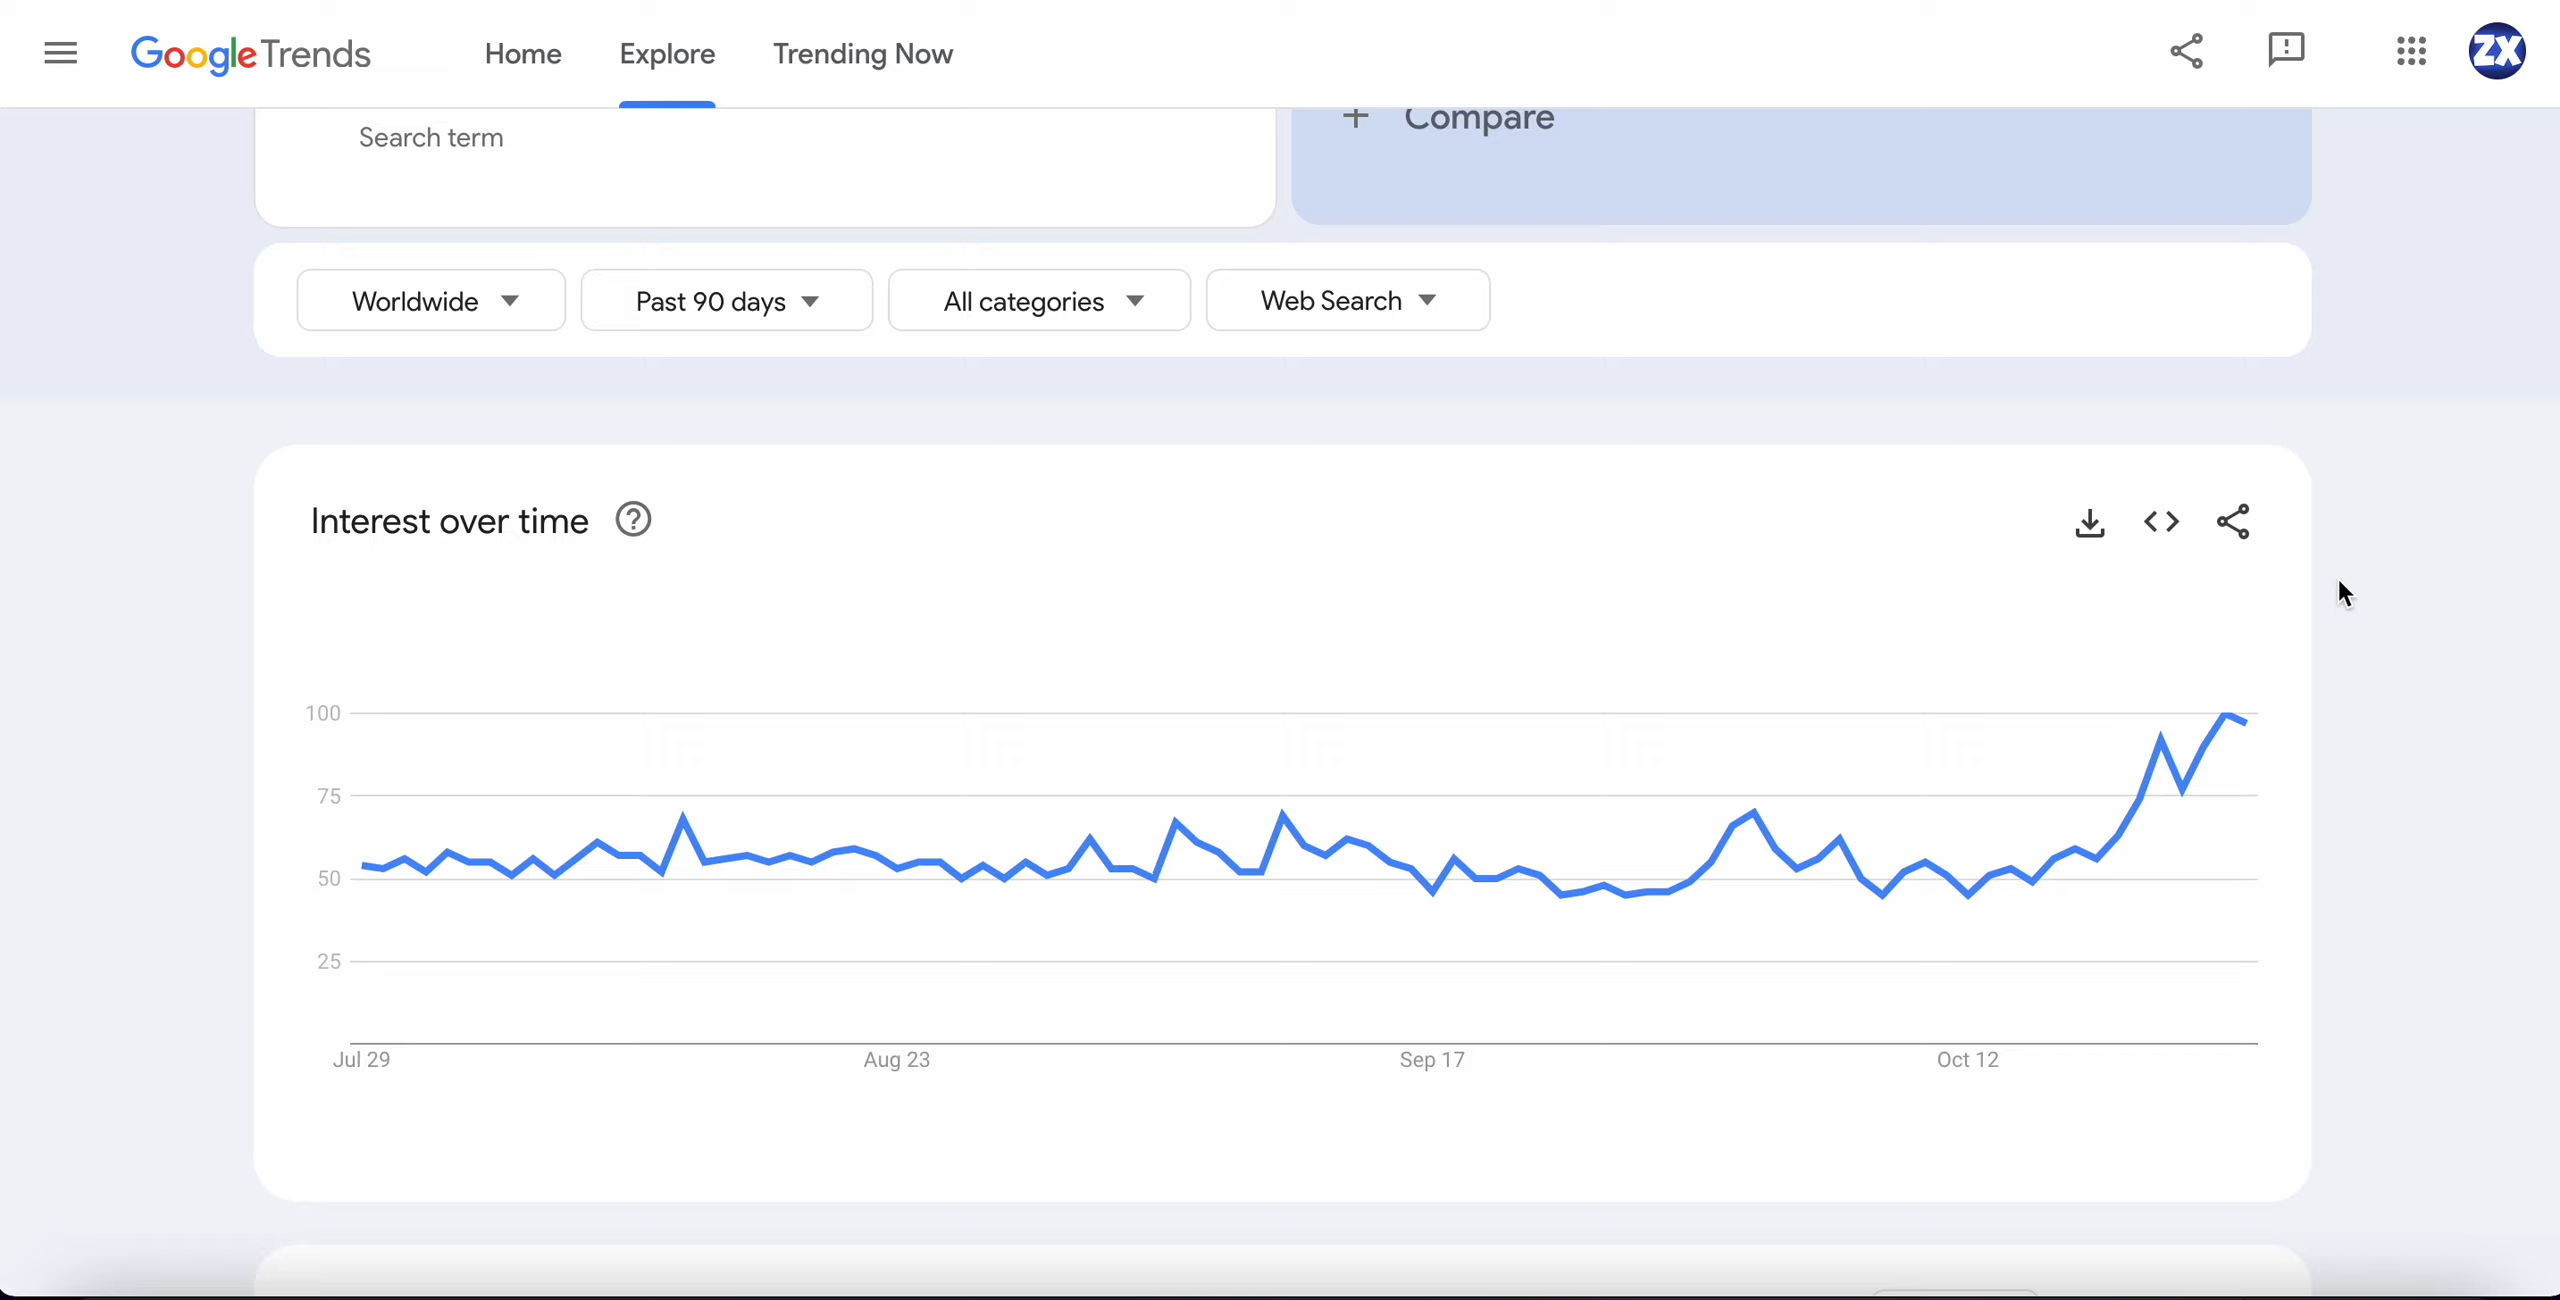 Google Trends
Home
Explore
Trending Now
ZX
Search term
+ Compare
Worldwide
Past 90 days
All categories
Web Search
Interest over time
100
75
50
25
Jul 29
Aug 23
Sep 17
Oct 12